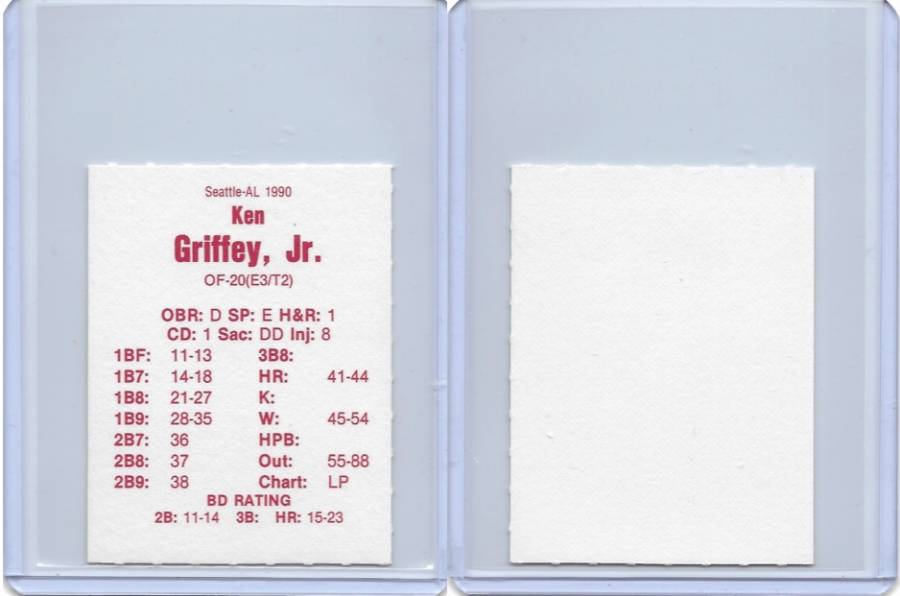 Seattle-AL 1990
Ken
Griffey, Jr.
OF-20(E3/T2)
OBR: D SP: E H&R: 1
CD: 1 Sac: DD Inj: 8
1BF: 11-13 3B8:
1B7: 14-18 HR: 41-44
1B8: 21-27 K:
1B9: 28-35 W: 45-54
2B7: 36 HPB:
2B8: 37 Out: 55-88
2B9: 38 Chart: LP
BD RATING
2B: 11-14 3B: HR: 15-23